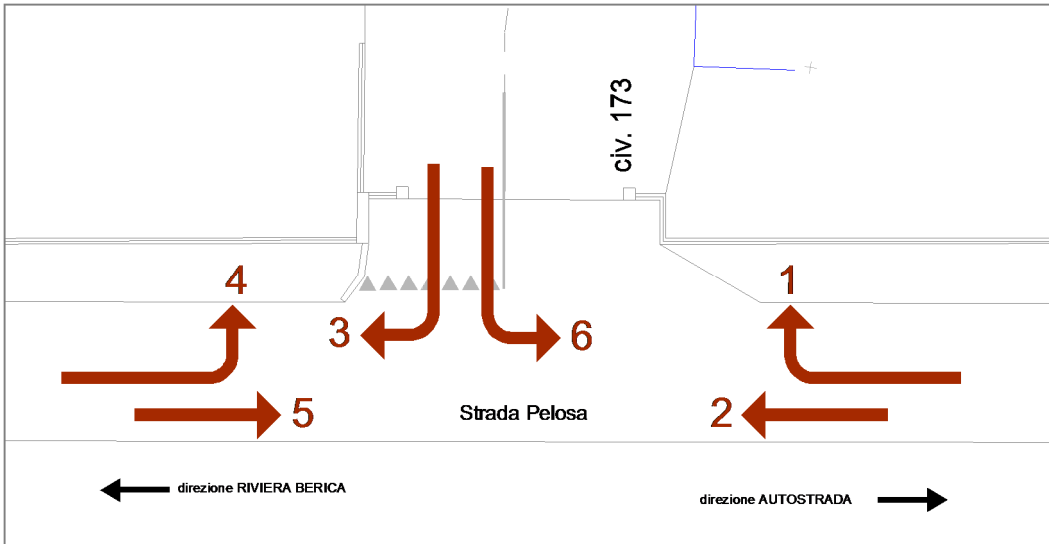 civ. 173
4
1
3
6
5
Strada Pelosa
2
direzione RIVIERA BERICA
direzione AUTOSTRADA